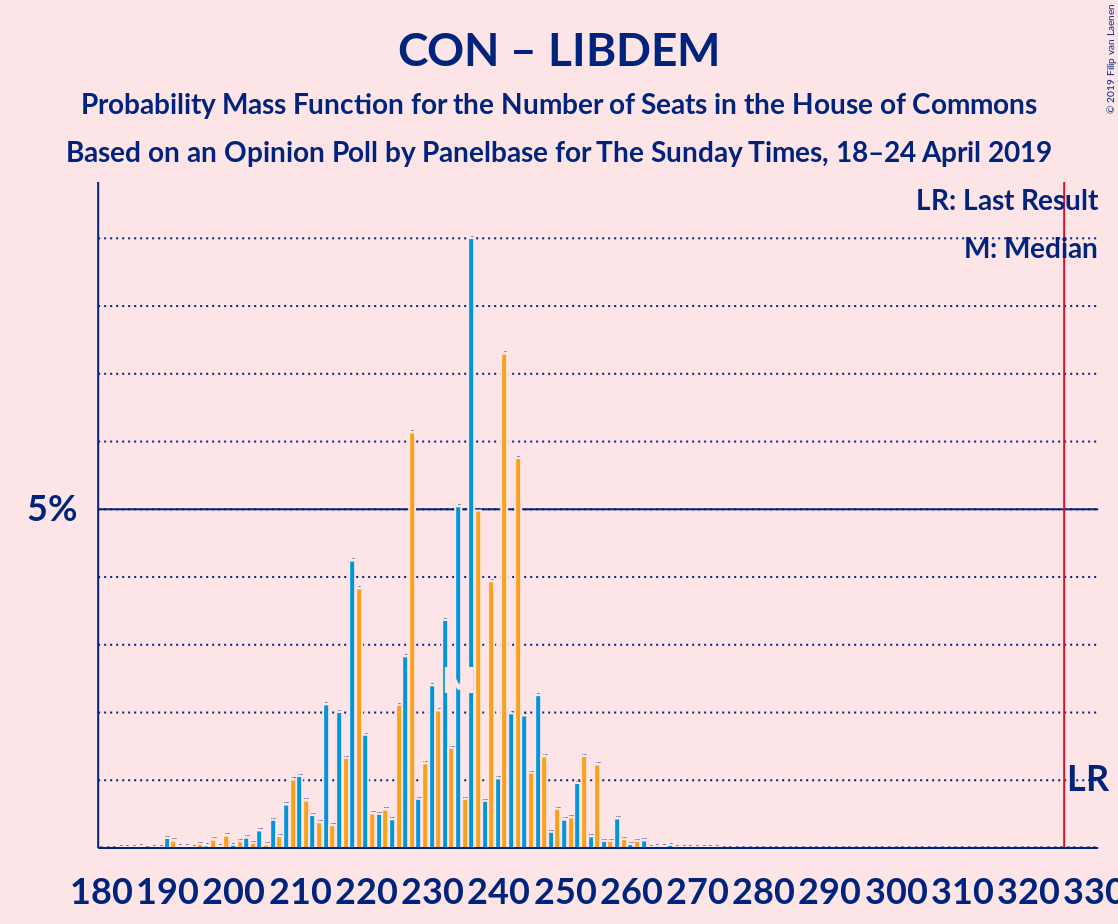 CON – LIBDEM
Probability Mass Function for the Number of Seats in the House of Commons
Based on an Opinion Poll by Panelbase for The Sunday Times, 18–24 April 2019
© 2019 Filip van Laenen
LR: Last Result
M: Median
5%
M
LR
180 190 200 210 220 230 240 250 260 270 280 290 300 310 320 330